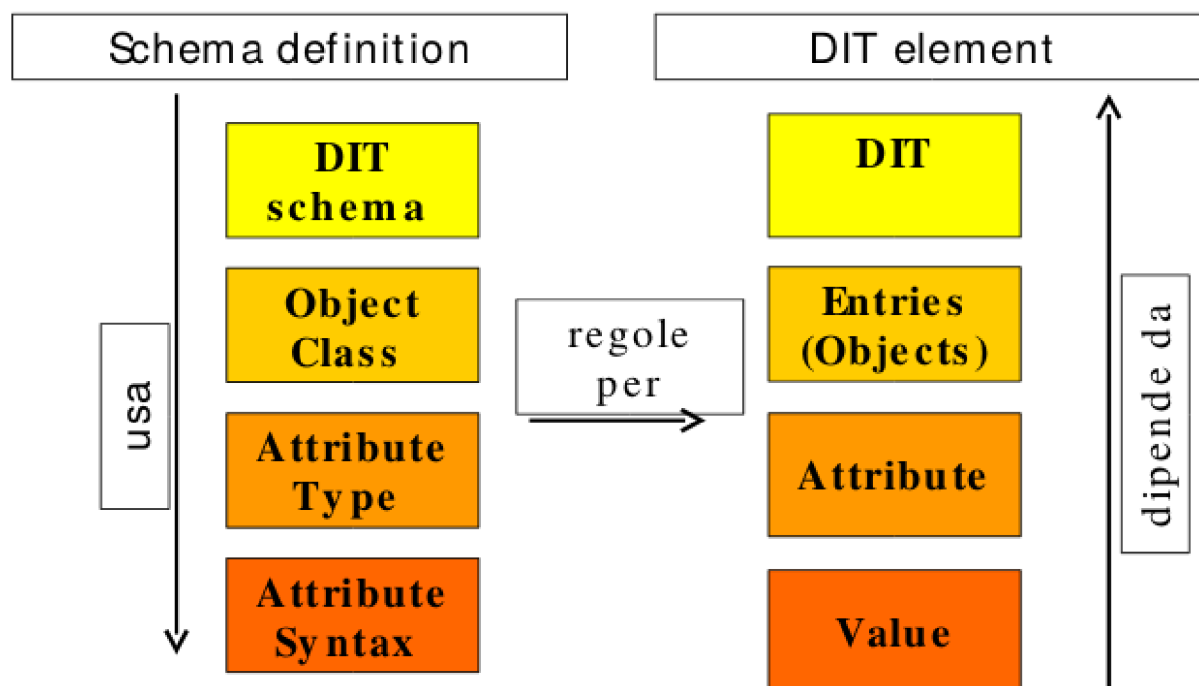 Schema definition
DIT element
DIT
schema
DIT
Object
Class
Entries
(Objects)
regole
per
usa
dipende da
Attribute
Type
Attribute
Attribute
Syntax
Value